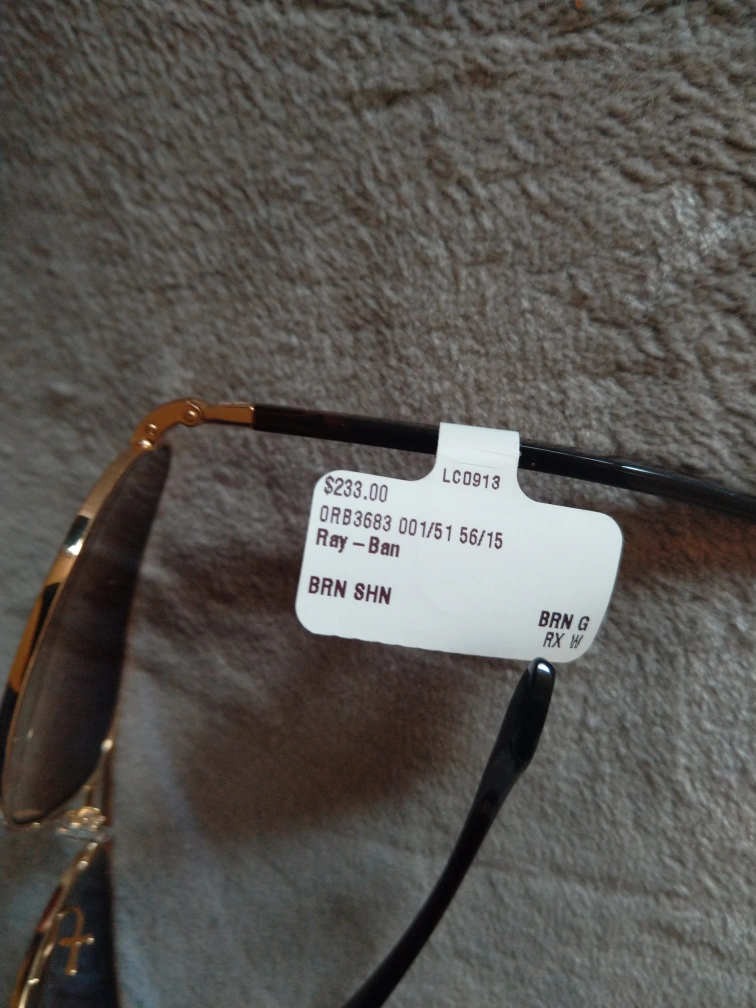 LC0913
$233.00
0RB3683 001/51 56/15
Ray-Ban
BRN SHN
BRN G
RX W